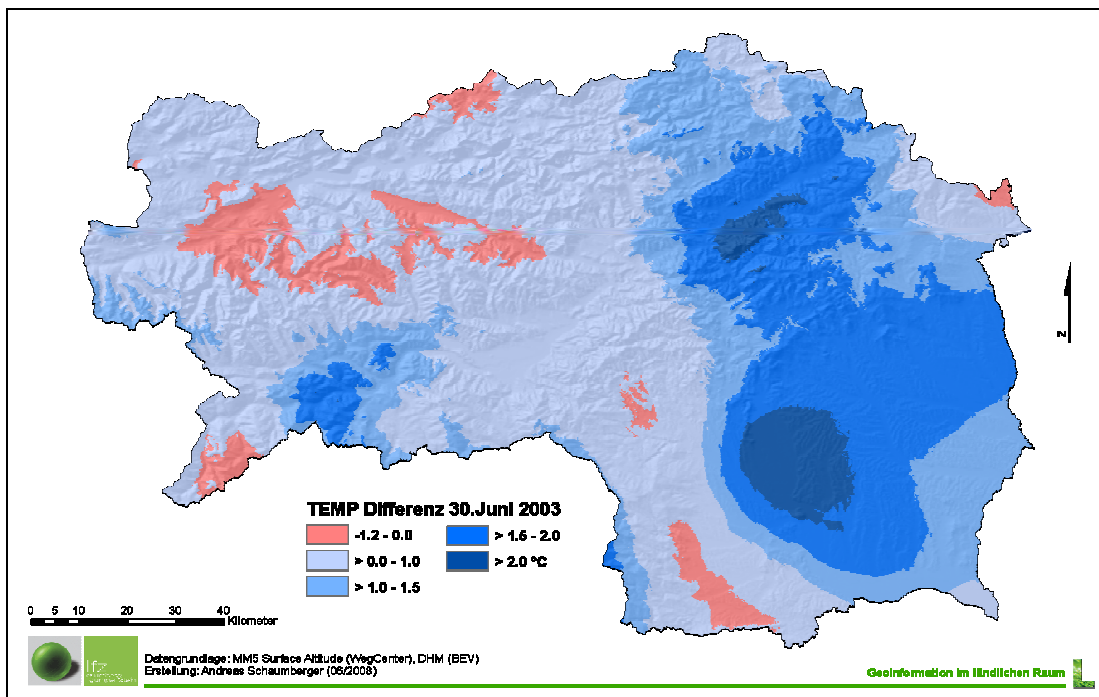 N
TEMP Differenz 30.Juni 2003
-1.2 - 0.0
> 0.0 - 1.0
> 1.0 - 1.5
> 1.5 - 2.0
> 2.0 °C
0 5 10 20 30 40
Kilometer
lfz
Datengrundlage: MM5 Surface Altitude (WegCenter), DHM (BEV)
Erstellung: Andreas Schaumberger (06/2008)
Geoinformation im ländlichen Raum